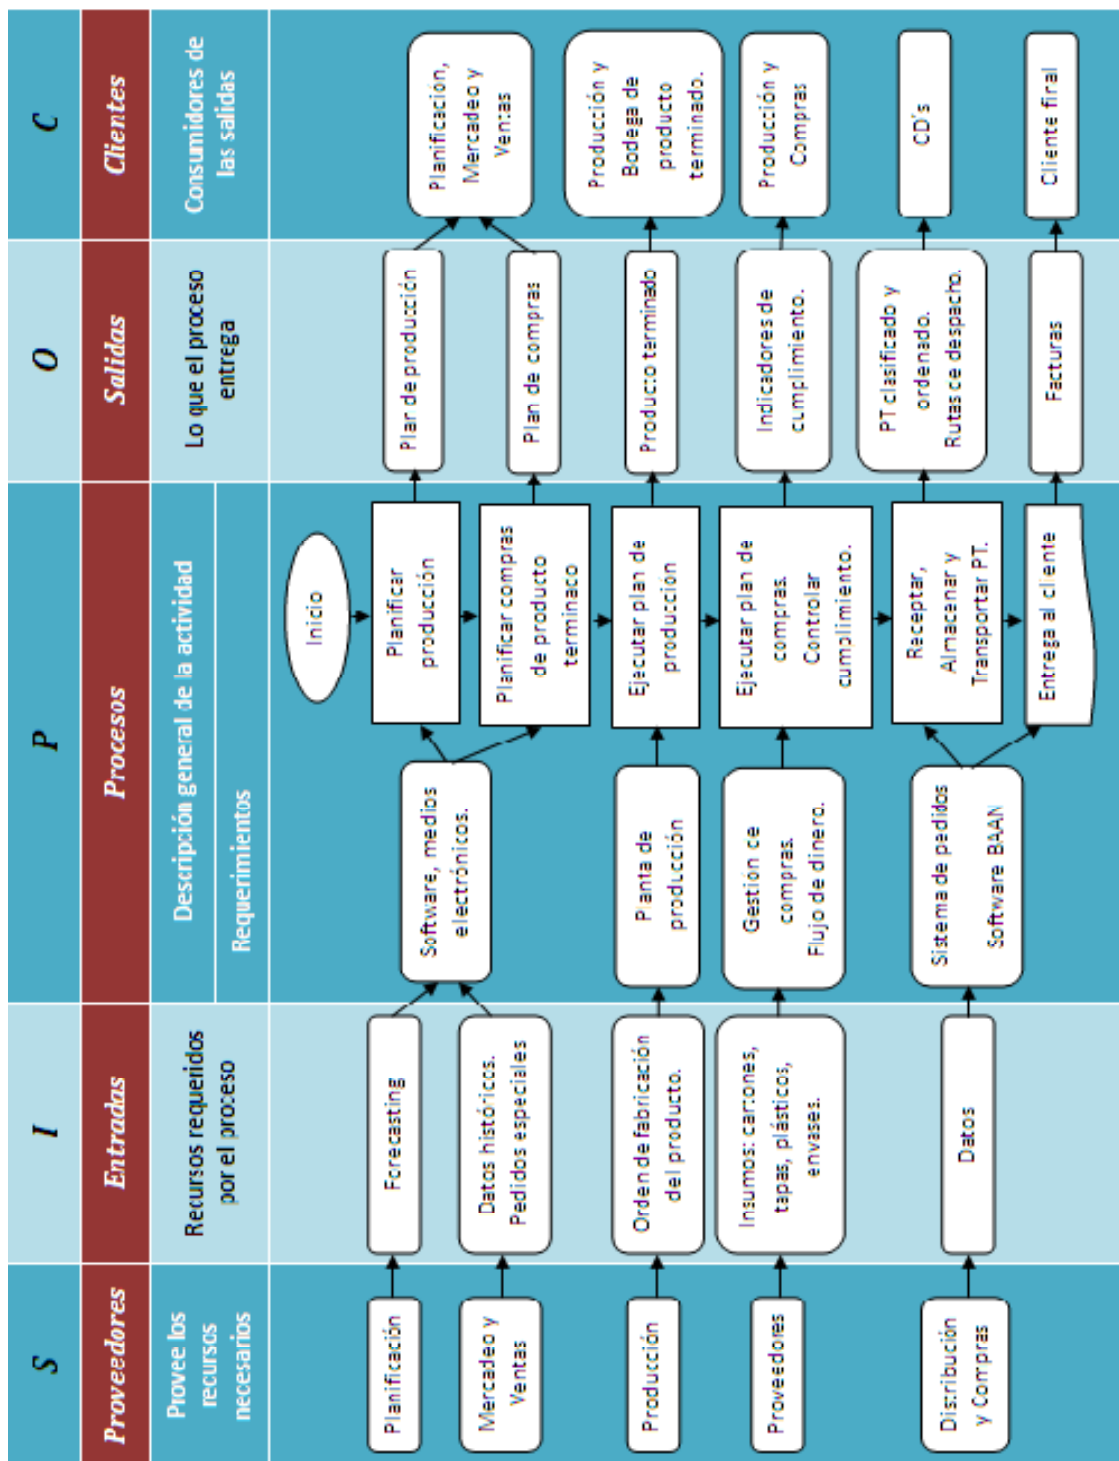 S
I
P
O
C
Proveedores
Entradas
Procesos
Salidas
Clientes
Provee los
recursos
necesarios
Recursos requeridos
por el proceso
Descripción general de la actividad
Requerimientos
Lo que el proceso
entrega
Consumidores de
las salidas
Inicio
Planificación
Forecasting
Software, medios
electrónicos.
Planificar
producción
Plar de producción
Planificación,
Mercadeo y
Ventas
Mercadeo y
Ventas
Datos históricos.
Pedidos especiales
Planificar compras
de producto
terminaco
Plan de compras
Producción
Orden de fabricación
del producto.
Planta de
producción
Ejecutar plan de
producción
Producto terminado
Producción y
Bodega de
producto
terminado.
Proveedores
Insumos: cartones,
tapas, plásticos,
envases.
Gestión ce
compras.
Flujo de dinero.
Ejecutar plan de
compras.
Controlar
cumplimiento.
Indicadores de
cumplimiento.
Producción y
Compras
Distribución
y Compras
Datos
Sistema de pedidos
Software BAAN
Receptar,
Almacenar y
Transportar PT.
PT clasificado y
ordenado.
Rutas ce despacho.
CD's
Entrega al cliente
Facturas
Cliente final